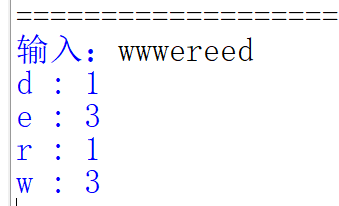 ===================
输入：wwwereed
d : 1
e : 3
r : 1
w : 3